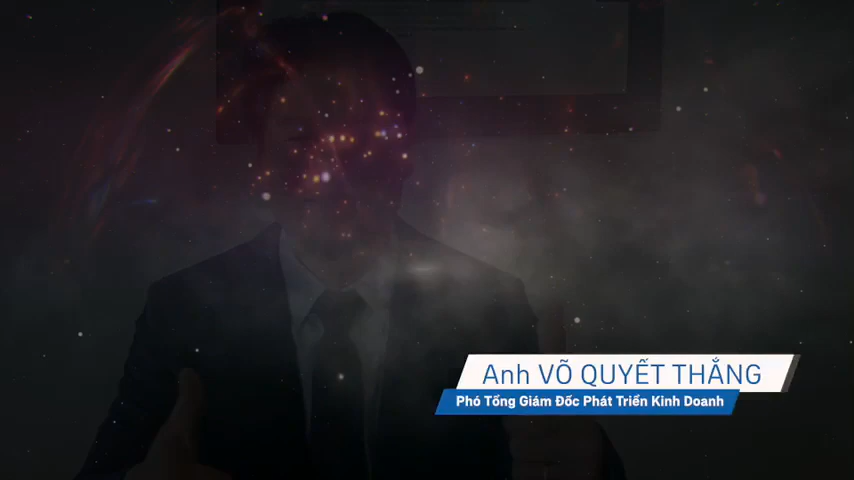 Anh VÕ QUYẾT THẮNG
Phó Tổng Giám Đốc Phát Triển Kinh Doanh